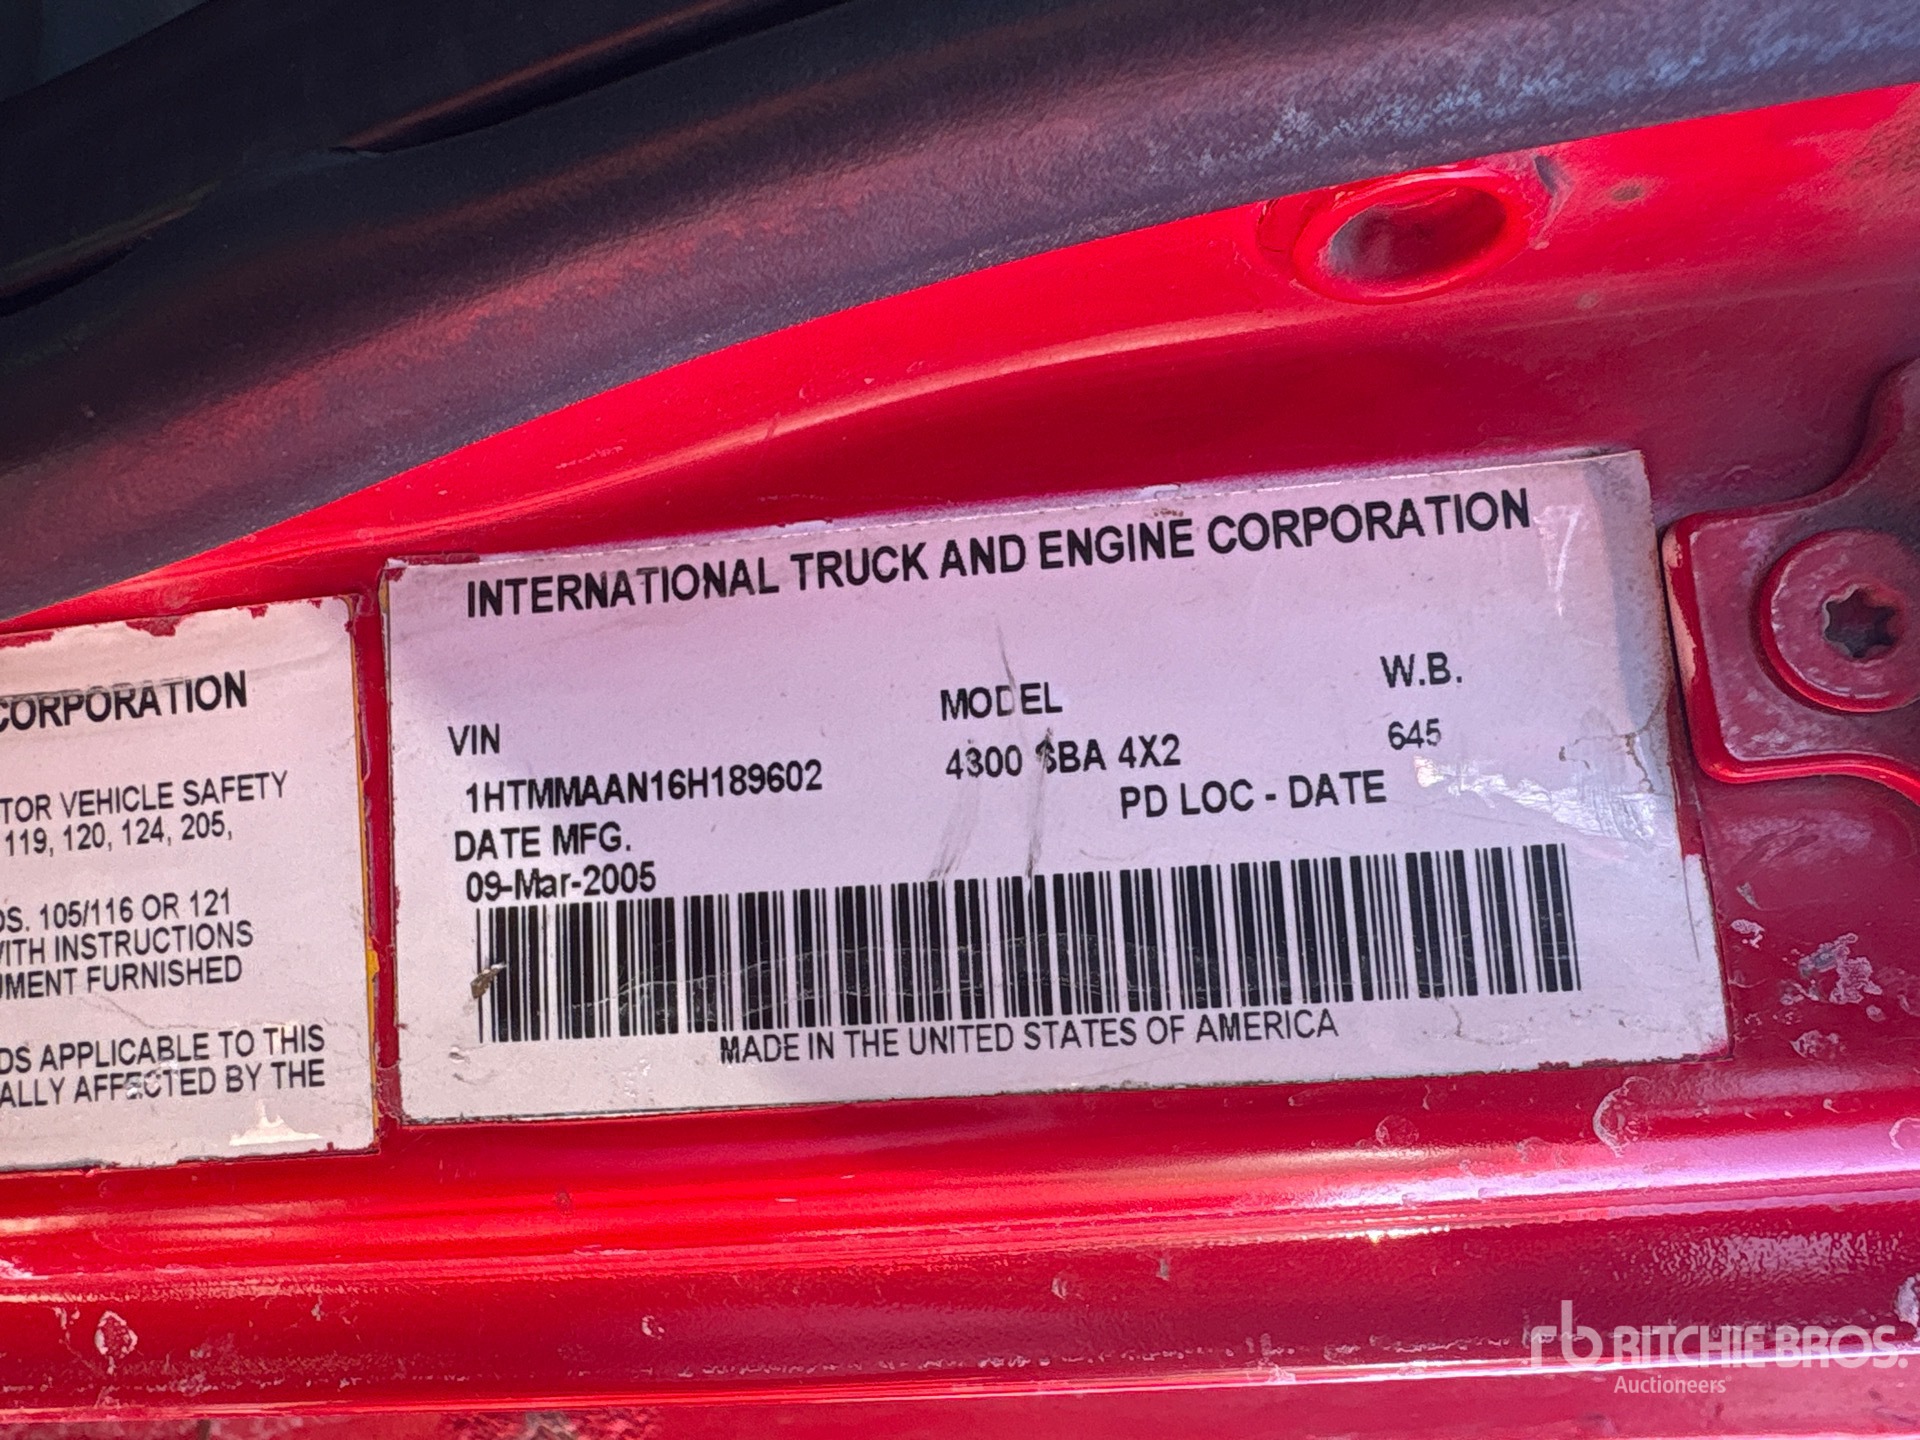 CORPORATION
TOR VEHICLE SAFETY
119, 120, 124, 205,
DS. 105/116 OR 121
WITH INSTRUCTIONS
UMENT FURNISHED
DS APPLICABLE TO THIS
ALLY AFFECTED BY THE
INTERNATIONAL TRUCK AND ENGINE CORPORATION
VIN MODEL W.B.
1HTMMAAN16H189602 4300 SBA 4X2 645
DATE MFG. PD LOC - DATE
09-Mar-2005
MADE IN THE UNITED STATES OF AMERICA
rb RITCHIE BROS.
Auctioneers